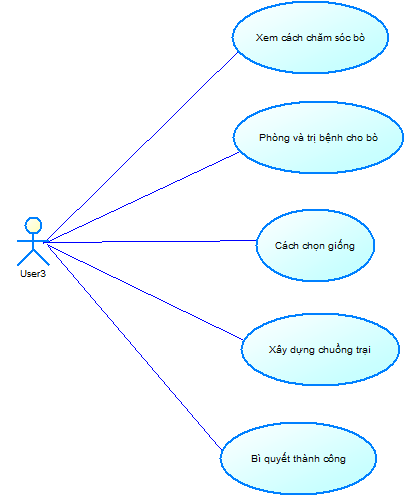 Xem cách chăm sóc bò
Phòng và trị bệnh cho bò
Cách chọn giống
User3
Xây dựng chuồng trại
Bì quyết thành công